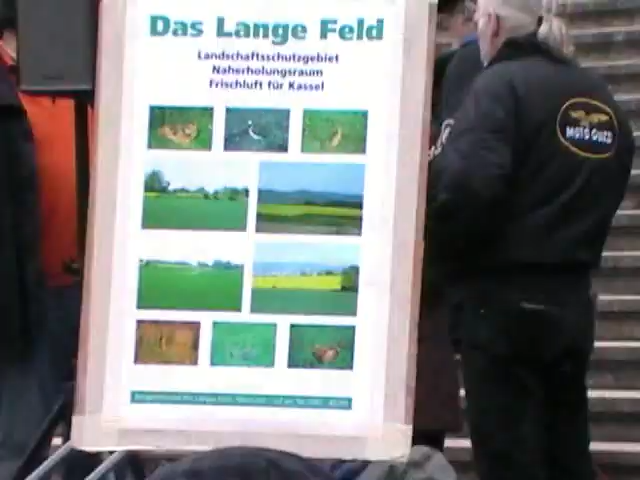 Das Lange Feld
Landschaftsschutzgebiet
Naherholungsraum
Frischluft für Kassel
MOTO GUZZI